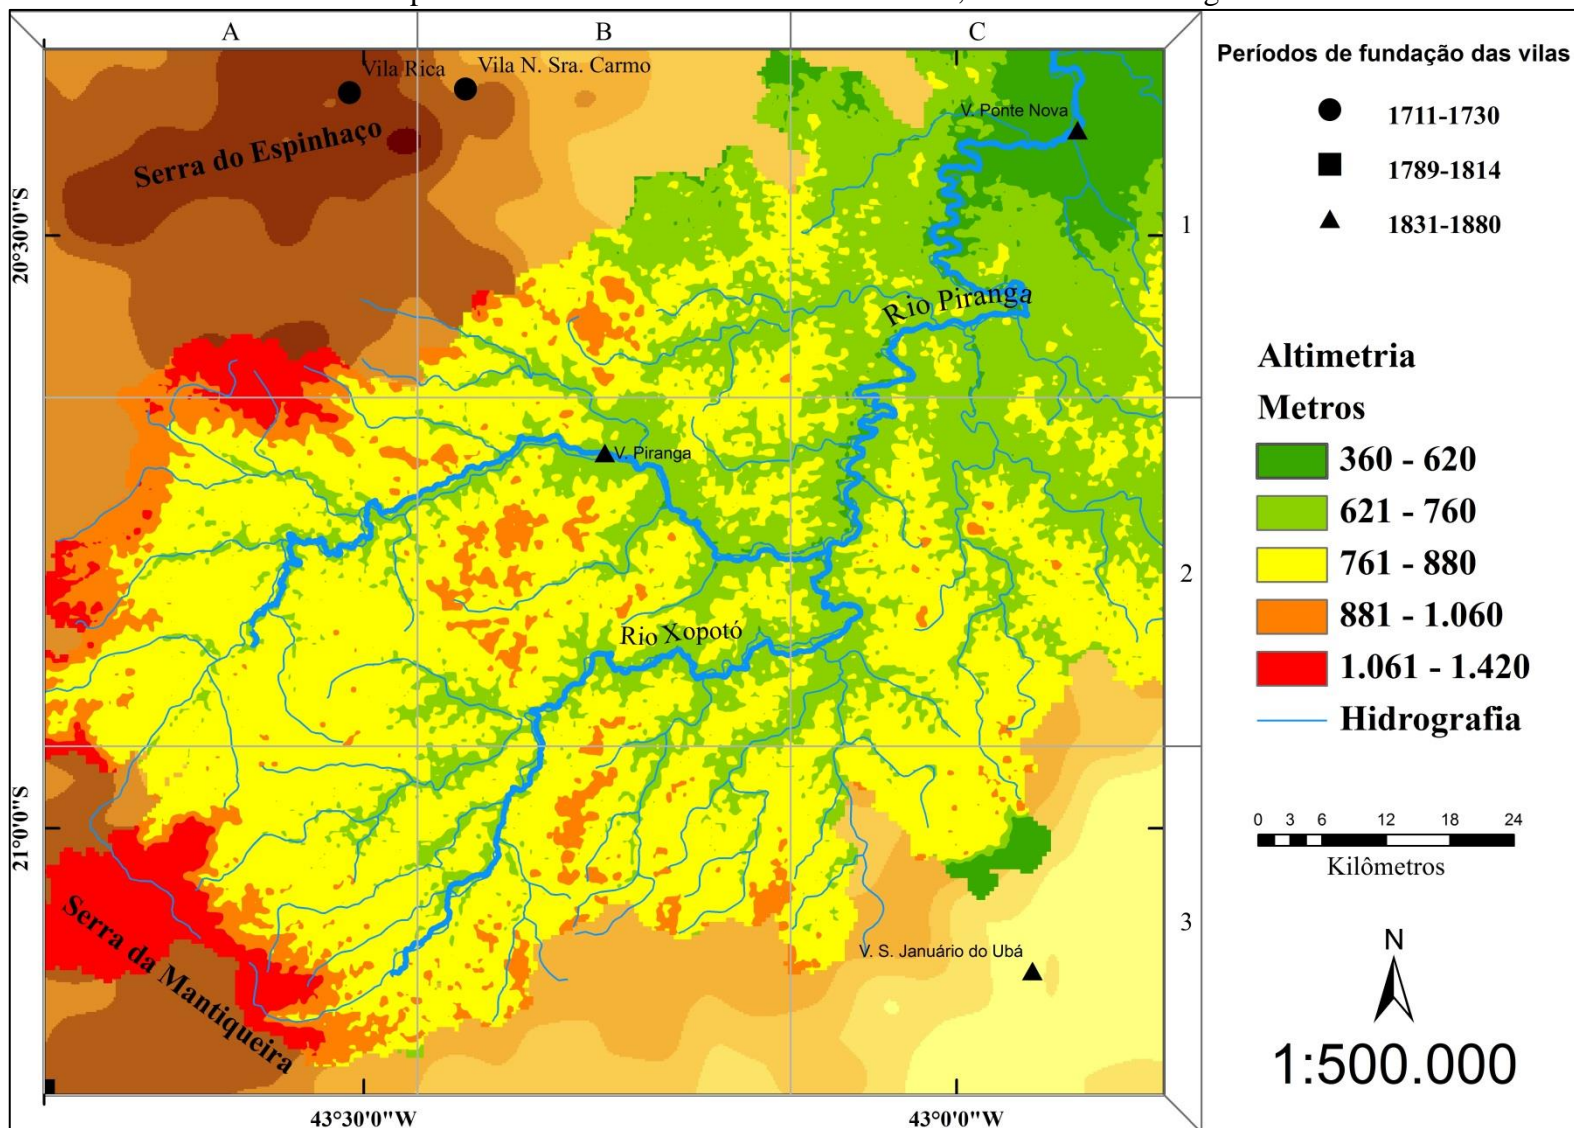 A B C
Períodos de fundação das vilas
1711-1730
1789-1814
1831-1880
Vila Rica
Vila N. Sra. Carmo
V. Ponte Nova
Serra do Espinhaço
20°30'0"S
1
Rio Piranga
Altimetria
Metros
360 - 620
621 - 760
761 - 880
881 - 1.060
1.061 - 1.420
Hidrografia
V. Piranga
2
Rio Xopotó
21°0'0"S
0 3 6 12 18 24
Kilômetros
Serra da Mantiqueira
V. S. Januário do Ubá
3
N
1:500.000
43°30'0"W
43°0'0"W